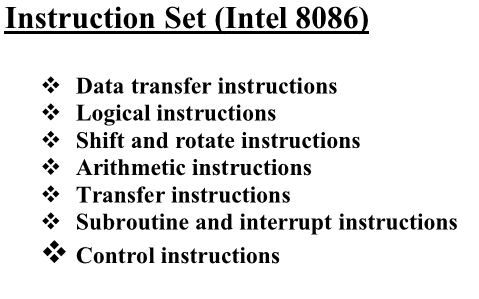 Instruction Set (Intel 8086)
❖ Data transfer instructions
❖ Logical instructions
❖ Shift and rotate instructions
❖ Arithmetic instructions
❖ Transfer instructions
❖ Subroutine and interrupt instructions
❖ Control instructions